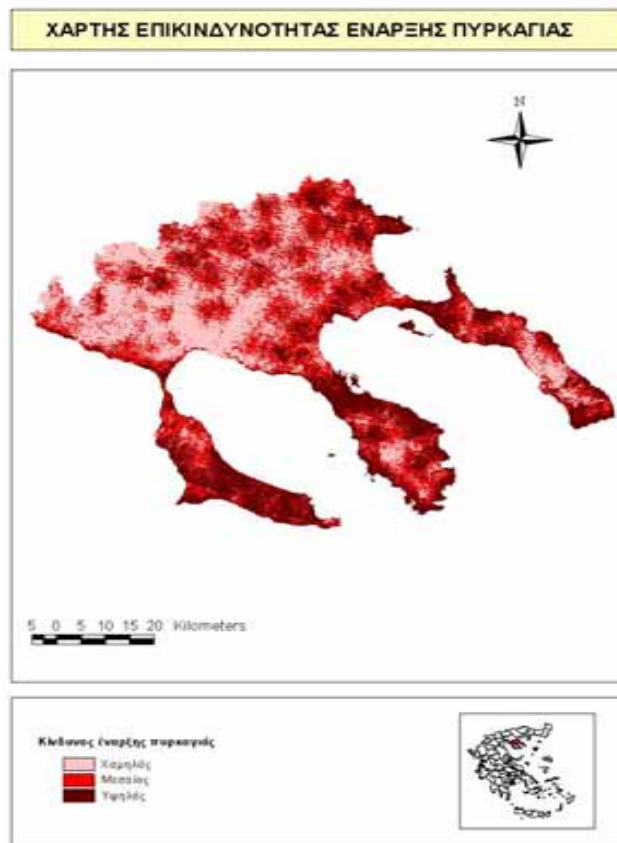 ΧΑΡΤΗΣ ΕΠΙΚΙΝΔΥΝΟΤΗΤΑΣ ΕΝΑΡΞΗΣ ΠΥΡΚΑΓΙΑΣ
N
5 0 5 10 15 20 Kilometers
Κίνδυνος έναρξης πυρκαγιάς
Χαμηλός
Μεσαίος
Υψηλός